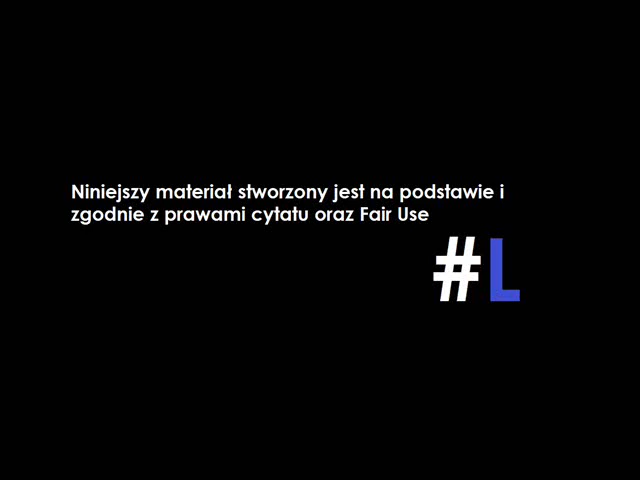 Niniejszy materiał stworzony jest na podstawie i
zgodnie z prawami cytatu oraz Fair Use
#L